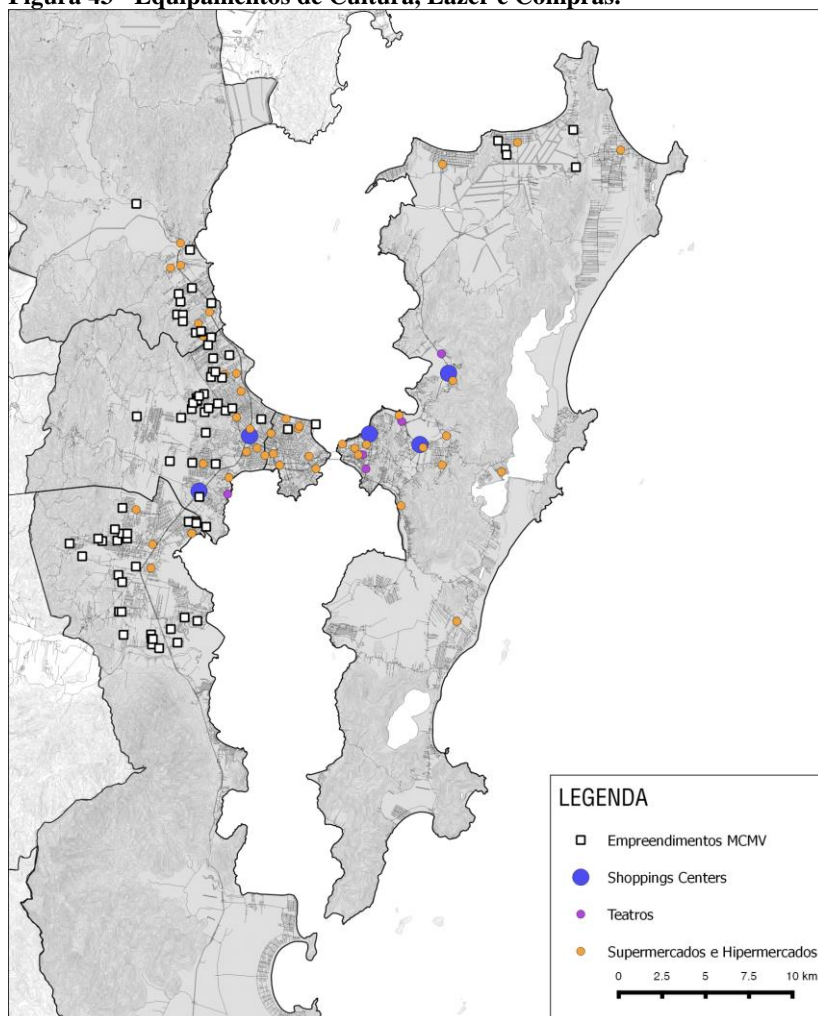 Figura 45 - Equipamentos de Cultura, Lazer e Compras.
LEGENDA
Empreendimentos MCMV
Shoppings Centers
Teatros
Supermercados e Hipermercados
0 2.5 5 7.5 10 km